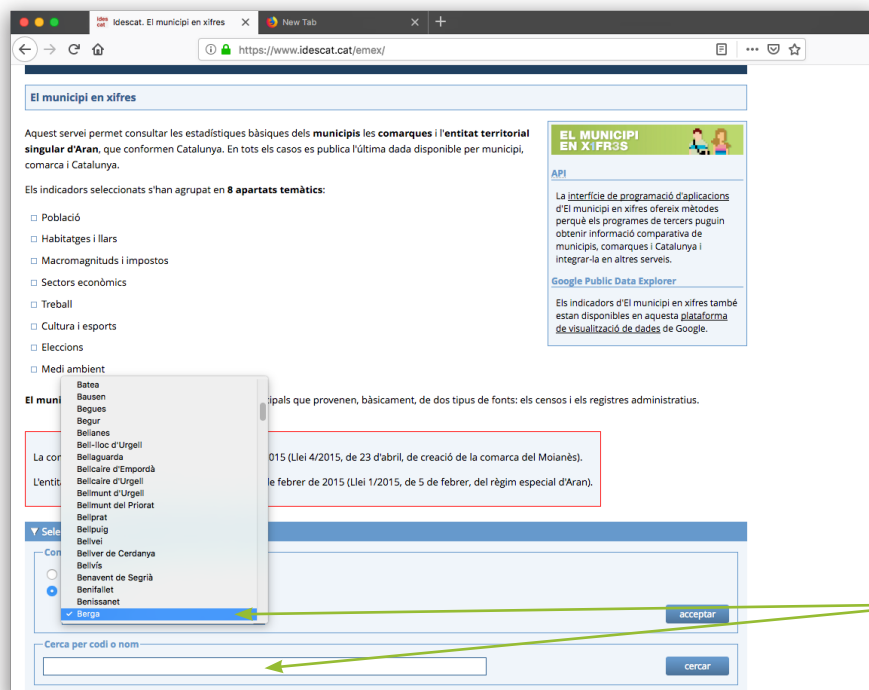 ides
cat
Idescat. El municipi en xifres
New Tab
https://www.idescat.cat/emex/
El municipi en xifres
Aquest servei permet consultar les estadístiques bàsiques dels municipis les comarques i l'entitat territorial
singular d'Aran, que conformen Catalunya. En tots els casos es publica l'última dada disponible per municipi,
comarca i Catalunya.
Els indicadors seleccionats s'han agrupat en 8 apartats temàtics:
Població
Habitatges i llars
Macromagnituds i impostos
Sectors econòmics
Treball
Cultura i esports
Eleccions
Medi ambient
EL MUNICIPI
EN X1FR3S
API
La interfície de programació d'aplicacions
d'El municipi en xifres ofereix mètodes
perquè els programes de tercers puguin
obtenir informació comparativa de
municipis, comarques i Catalunya i
integrar-la en altres serveis.
Google Public Data Explorer
Els indicadors d'El municipi en xifres també
estan disponibles en aquesta plataforma
de visualització de dades de Google.
El muni
cipals que provenen, bàsicament, de dos tipus de fonts: els censos i els registres administratius.
La cor
015 (Llei 4/2015, de 23 d'abril, de creació de la comarca del Moianès).
L'entit
de febrer de 2015 (Llei 1/2015, de 5 de febrer, del règim especial d'Aran).
Batea
Bausen
Begues
Begur
Belianes
Bell-lloc d'Urgell
Bellaguarda
Bellcaire d'Empordà
Bellcaire d'Urgell
Bellmunt d'Urgell
Bellmunt del Priorat
Bellprat
Bellpuig
Bellvei
Bellver de Cerdanya
Bellvís
Benavent de Segrià
Benifallet
Benissanet
Berga
Sele
Con
acceptar
Cerca per codi o nom
cercar